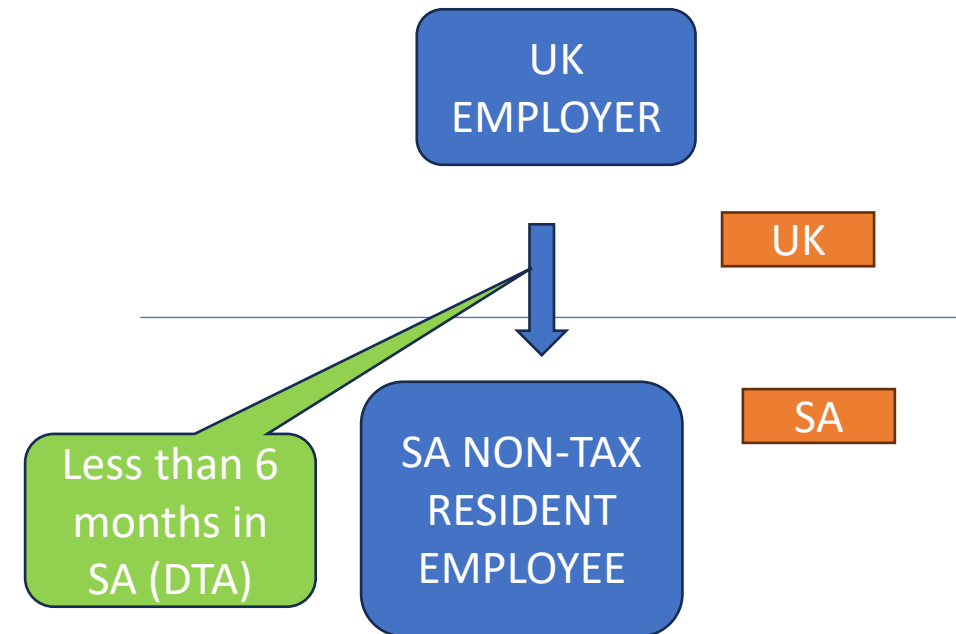 UK
EMPLOYER
UK
SA
Less than 6
months in
SA (DTA)
SA NON-TAX
RESIDENT
EMPLOYEE